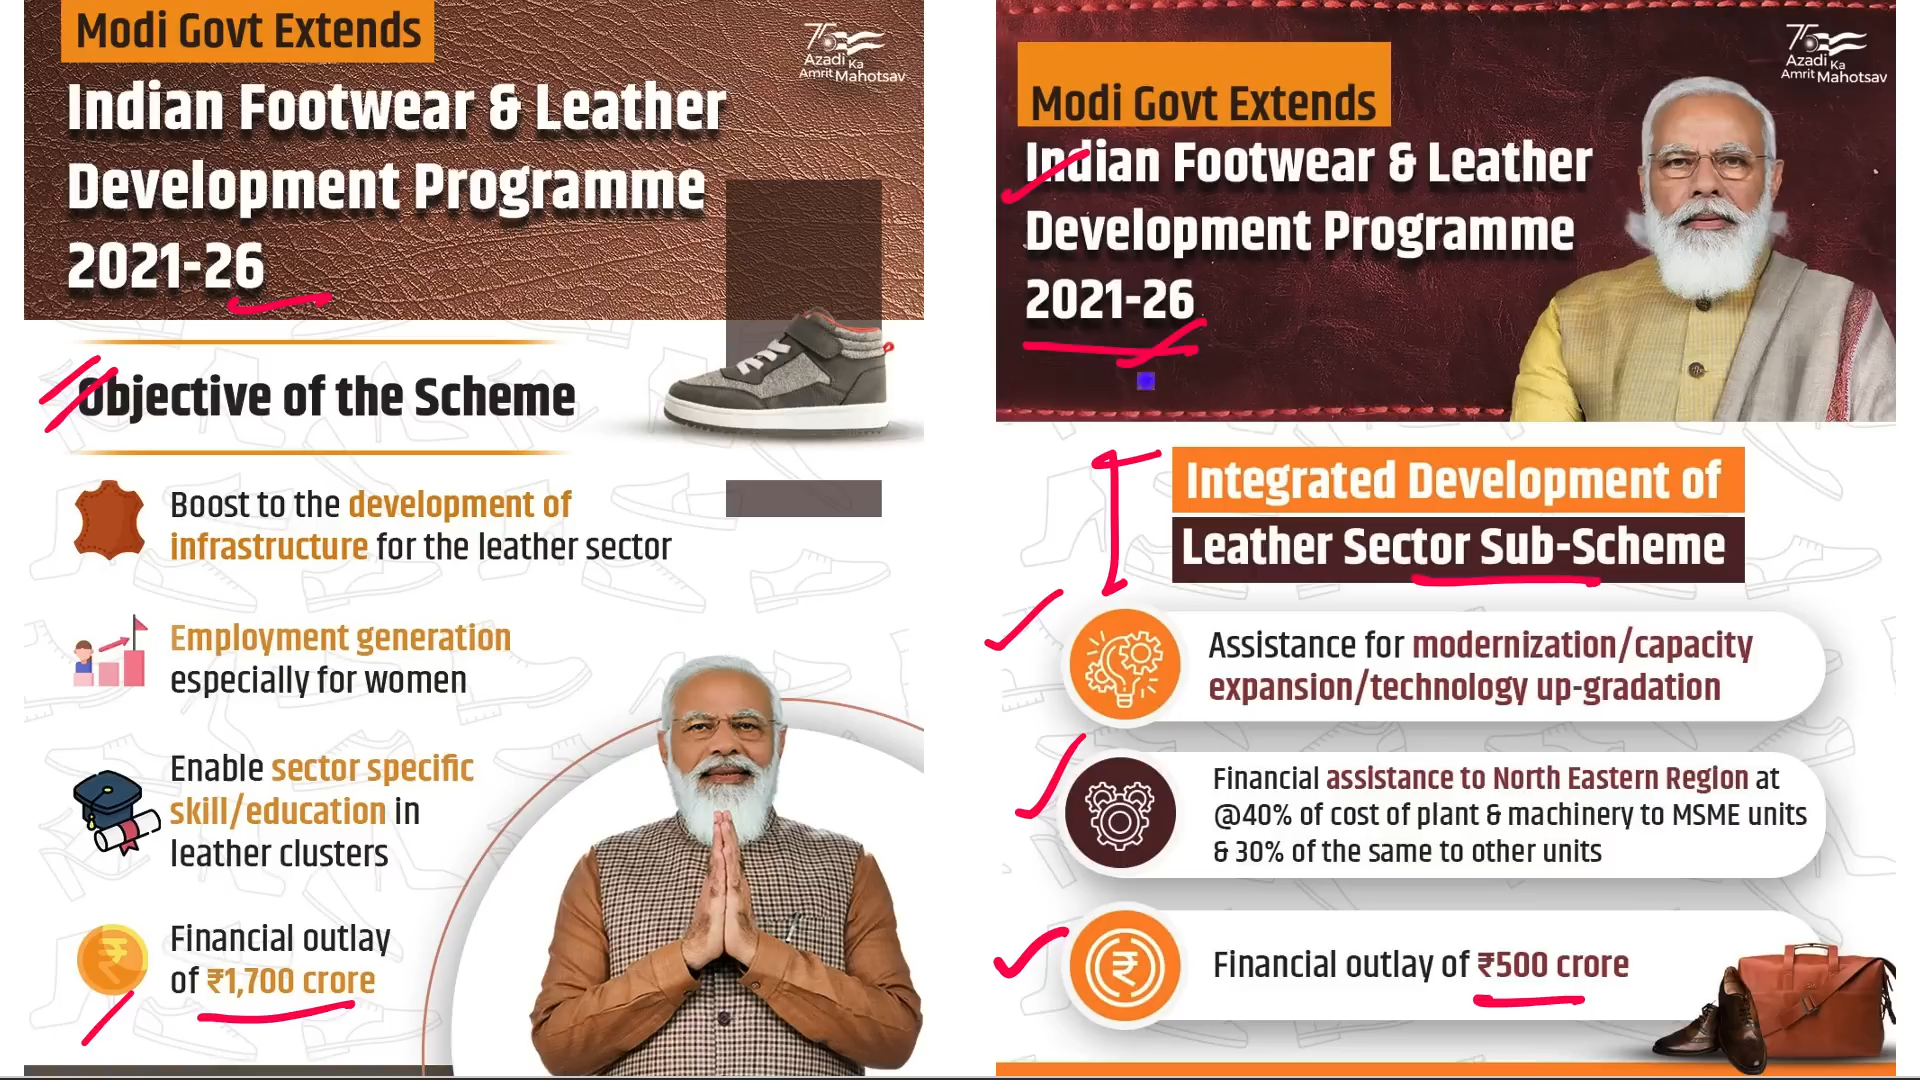 Modi Govt Extends
Indian Footwear & Leather
Development Programme
2021-26
75
Azadi Ka
Amrit Mahotsav
Objective of the Scheme
Boost to the development of
infrastructure for the leather sector
Employment generation
especially for women
Enable sector specific
skill/education in
leather clusters
Financial outlay
of ₹1,700 crore
Modi Govt Extends
Indian Footwear & Leather
Development Programme
2021-26
75
Azadi Ka
Amrit Mahotsav
Integrated Development of
Leather Sector Sub-Scheme
Assistance for modernization/capacity
expansion/technology up-gradation
Financial assistance to North Eastern Region at
@40% of cost of plant & machinery to MSME units
& 30% of the same to other units
Financial outlay of ₹500 crore